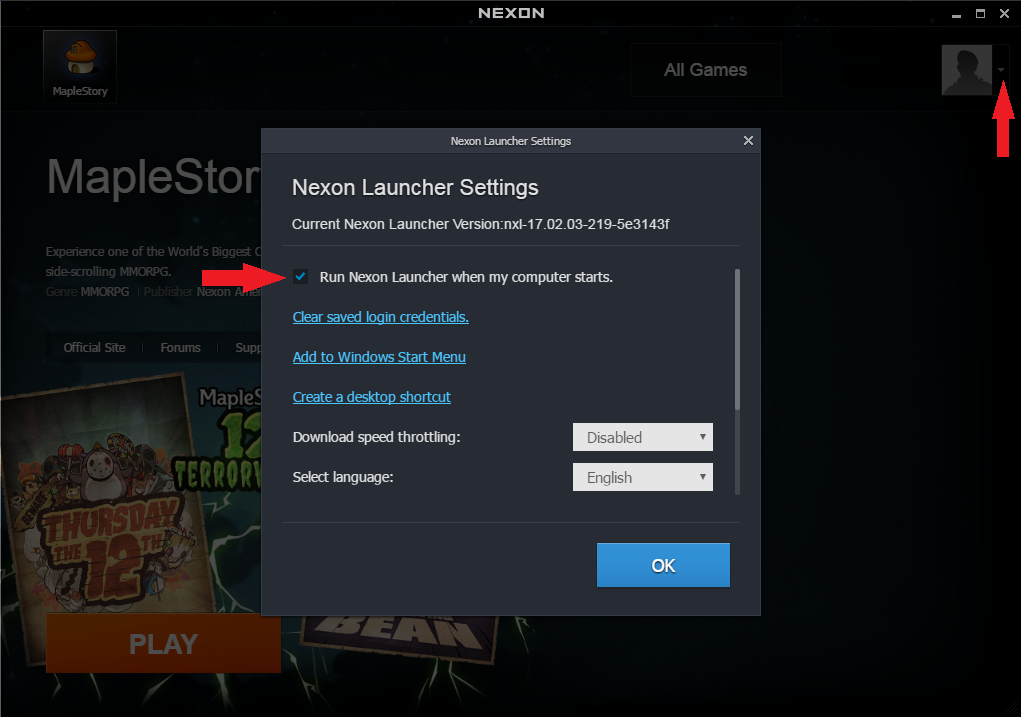 NEXON
MapleStory
All Games
Nexon Launcher Settings
MapleStor
Nexon Launcher Settings
Current Nexon Launcher Version:nxl-17.02.03-219-5e3143f
Experience one of the World's Biggest
side-scrolling MMORPG.
Genre MMORPG | Publisher Nexon
Run Nexon Launcher when my computer starts.
Clear saved login credentials.
Official Site | Forums | Supp
Add to Windows Start Menu
Create a desktop shortcut
MapleS
12
TERROR
Download speed throttling: Disabled
Select language: English
THURSDAY
THE 12TH
OK
PLAY
BEAN